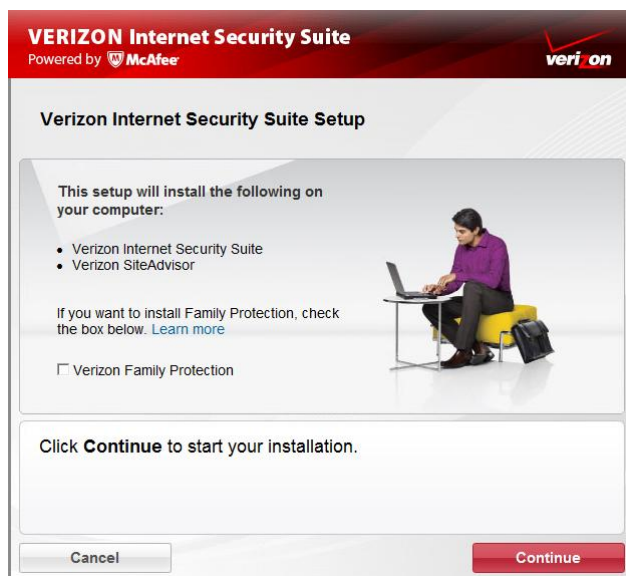 VERIZON Internet Security Suite
Powered by McAfee
verizon
Verizon Internet Security Suite Setup
This setup will install the following on
your computer:
• Verizon Internet Security Suite
• Verizon SiteAdvisor
If you want to install Family Protection, check
the box below. Learn more
Verizon Family Protection
Click Continue to start your installation.
Cancel
Continue